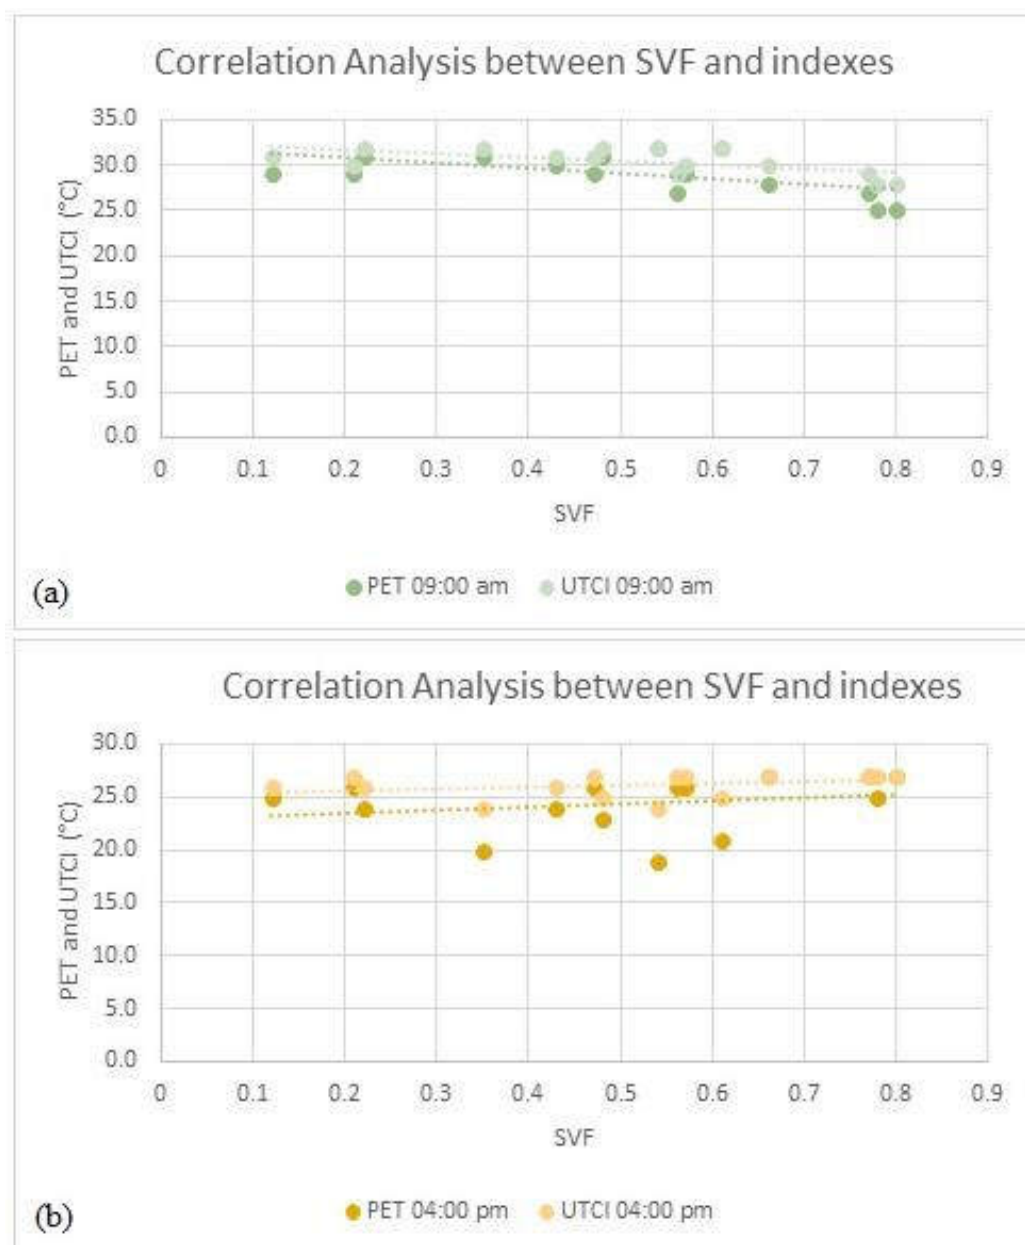 Correlation Analysis between SVF and indexes
35.0
30.0
25.0
20.0
15.0
10.0
5.0
0.0
PET and UTCI (°C)
0 0.1 0.2 0.3 0.4 0.5 0.6 0.7 0.8 0.9
SVF
PET 09:00 am UTCI 09:00 am
(a)
Correlation Analysis between SVF and indexes
30.0
25.0
20.0
15.0
10.0
5.0
0.0
PET and UTCI (°C)
0 0.1 0.2 0.3 0.4 0.5 0.6 0.7 0.8 0.9
SVF
PET 04:00 pm UTCI 04:00 pm
(b)